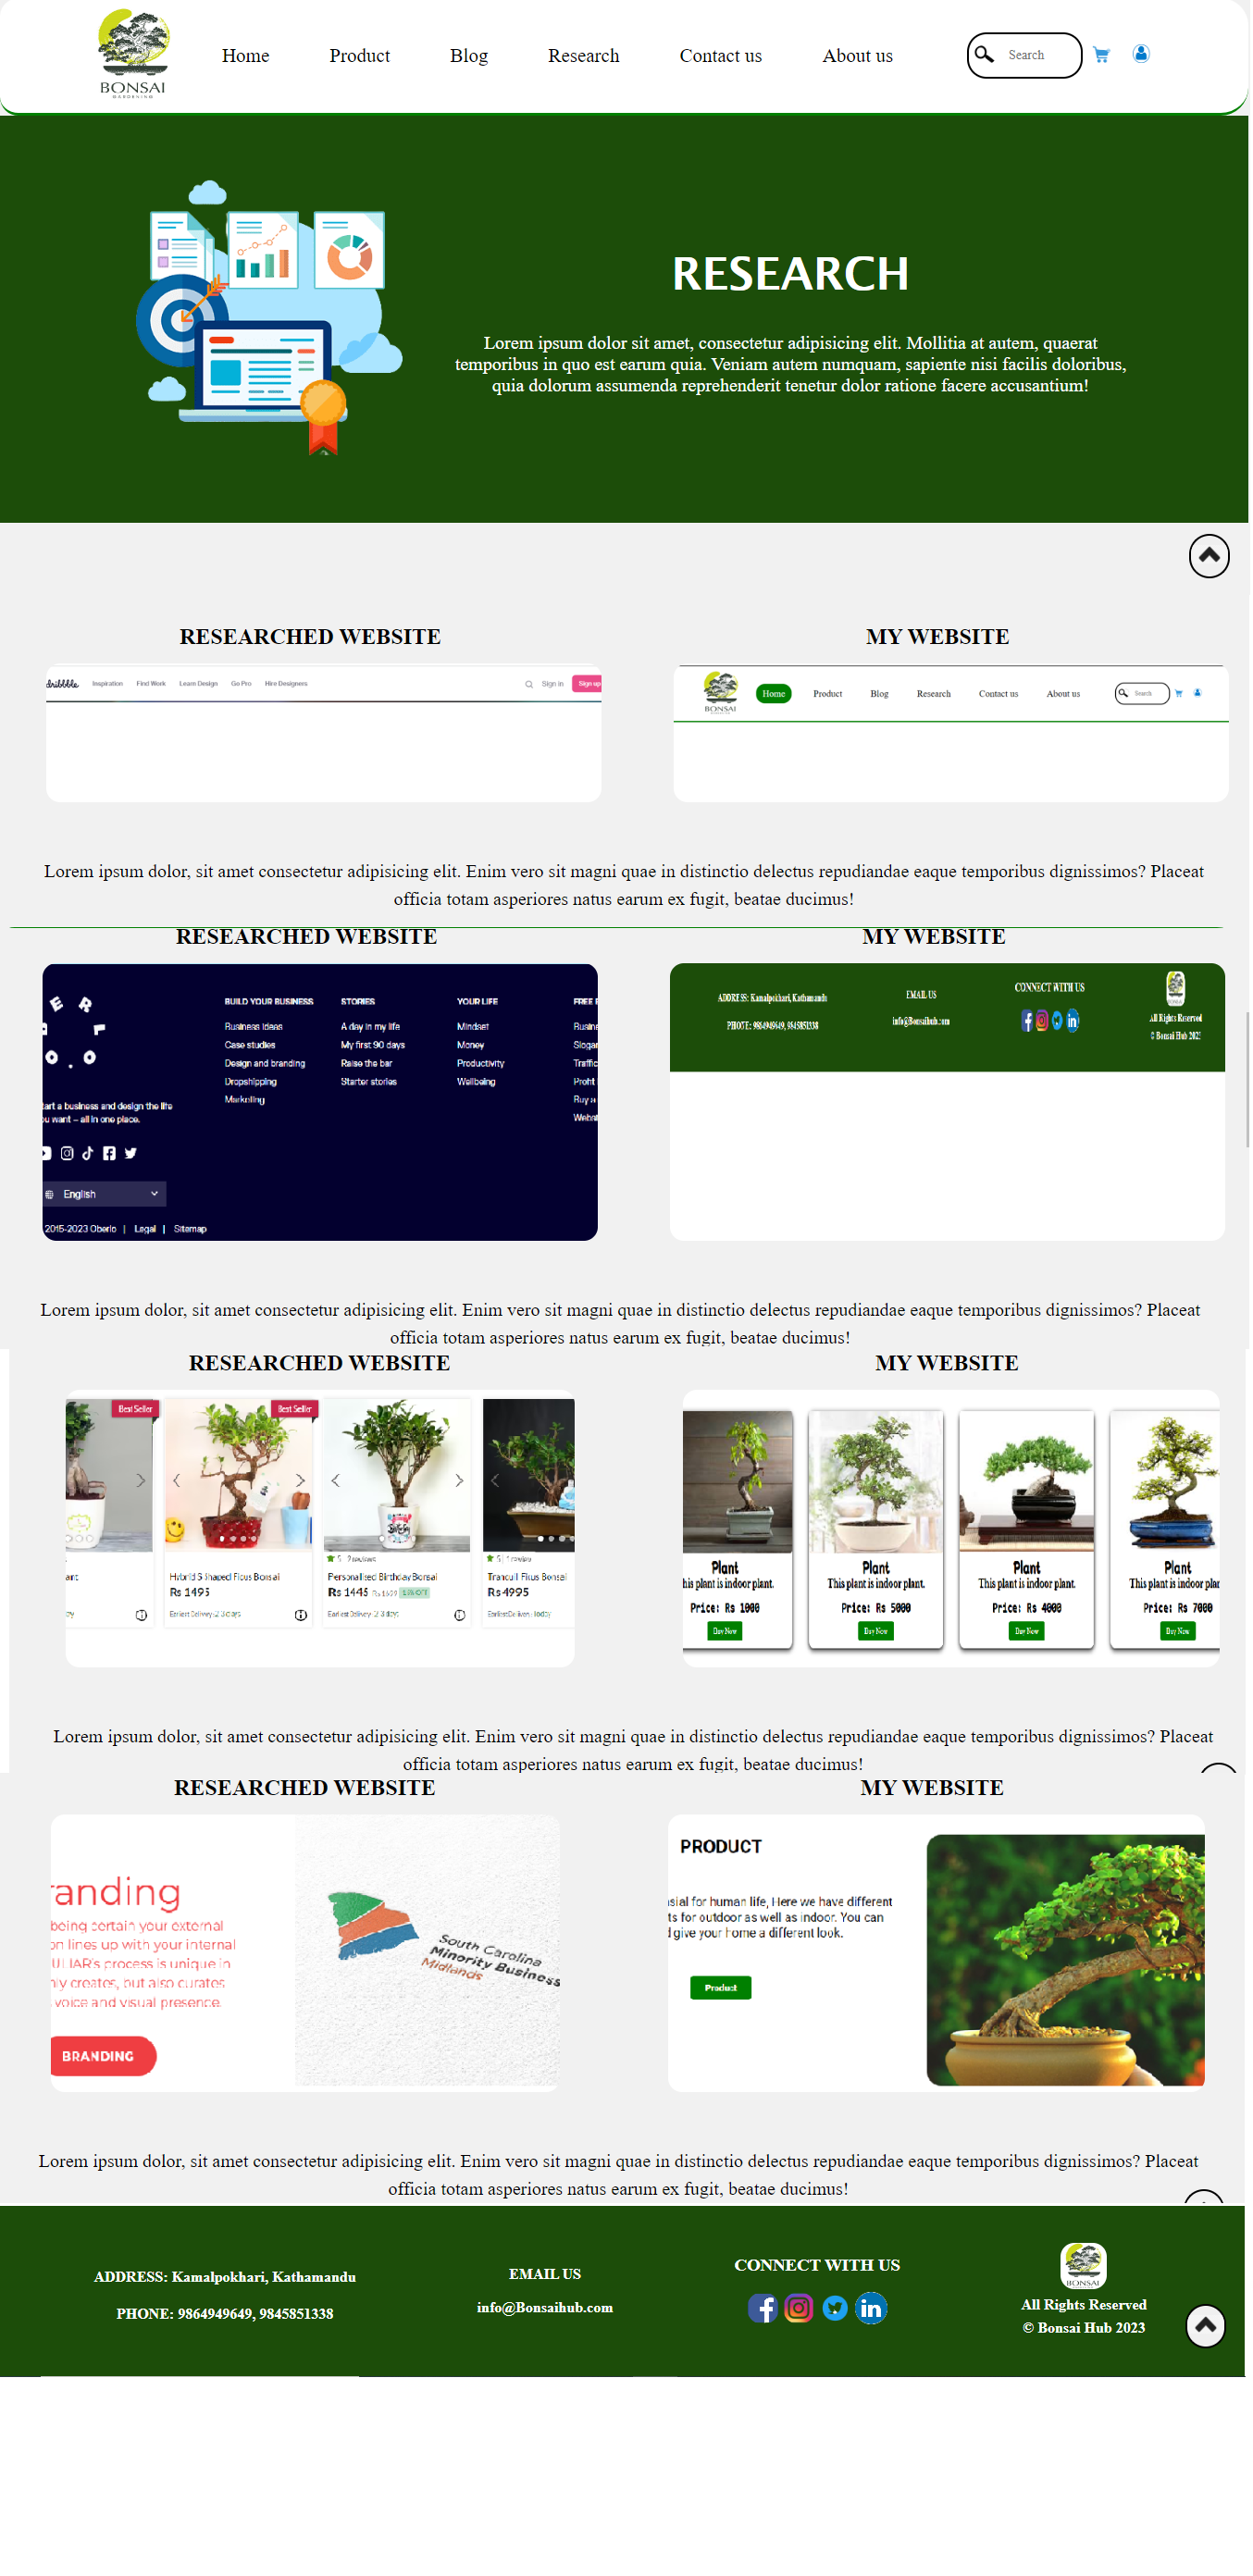 BONSAI
GARDENING
Home Product Blog Research Contact us About us Search
RESEARCH
Lorem ipsum dolor sit amet, consectetur adipisicing elit. Mollitia at autem, quaerat
temporibus in quo est earum quia. Veniam autem numquam, sapiente nisi facilis doloribus,
quia dolorum assumenda reprehenderit tenetur dolor ratione facere accusantium!
RESEARCHED WEBSITE MY WEBSITE
dribbble Inspiration Find Work Learn Design Go Pro Hire Designers Sign in Sign up
BONSAI Home Product Blog Research Contact us About us Search
Lorem ipsum dolor, sit amet consectetur adipisicing elit. Enim vero sit magni quae in distinctio delectus repudiandae eaque temporibus dignissimos? Placeat
officia totam asperiores natus earum ex fugit, beatae ducimus!
RESEARCHED WEBSITE MY WEBSITE
E R
L
O . O
BUILD YOUR BUSINESS STORIES YOUR LIFE FREE
Business ideas A day in my life Mindset Busine
Case studies My first 90 days Money Slogan
Design and branding Raise the bar Productivity Traffic
Dropshipping Starter stories Wellbeing Profit
Marketing Buy a
Websit
tart a business and design the life
ou want – all in one place.
English
2015-2023 Oberlo | Legal | Sitemap
ADDRESS: Kamalpokhari, Kathamandu
PHOTE: 9864949649, 9845851338
EMAIL US
info@Bonsaihub.com
CONNECT WITH US
All Rights Reserved
© Bonsai Hub 2023
Lorem ipsum dolor, sit amet consectetur adipisicing elit. Enim vero sit magni quae in distinctio delectus repudiandae eaque temporibus dignissimos? Placeat
officia totam asperiores natus earum ex fugit, beatae ducimus!
RESEARCHED WEBSITE MY WEBSITE
Best Seller Best Seller
5 2 reviews 5 1 review
ant Hybrid S Shaped Ficus Bonsai Personalised Birthday Bonsai Tranquil Ficus Bonsai
Rs 1495 Rs 1445 Rs 4995
Earliest Delivery: 2-3 days Earliest Delivery: 2-3 days Earliest Delivery: Today
Plant Plant Plant Plant
his plant is indoor plant. This plant is indoor plant. This plant is indoor plant. This plant is indoor plan
Price: Rs 1000 Price: Rs 5000 Price: Rs 4000 Price: Rs 7000
Buy Now Buy Now Buy Now Buy Now
Lorem ipsum dolor, sit amet consectetur adipisicing elit. Enim vero sit magni quae in distinctio delectus repudiandae eaque temporibus dignissimos? Placeat
officia totam asperiores natus earum ex fugit, beatae ducimus!
RESEARCHED WEBSITE MY WEBSITE
randing
being certain your external
on lines up with your internal
ULIAR's process is unique in
nly creates, but also curates
voice and visual presence.
BRANDING
South Carolina
Minority Business
Midlands
PRODUCT
nsial for human life, Here we have different
ts for outdoor as well as indoor. You can
d give your home a different look.
Product
Lorem ipsum dolor, sit amet consectetur adipisicing elit. Enim vero sit magni quae in distinctio delectus repudiandae eaque temporibus dignissimos? Placeat
officia totam asperiores natus earum ex fugit, beatae ducimus!
ADDRESS: Kamalpokhari, Kathamandu
PHONE: 9864949649, 9845851338
EMAIL US
info@Bonsaihub.com
CONNECT WITH US
BONSAI
All Rights Reserved
© Bonsai Hub 2023